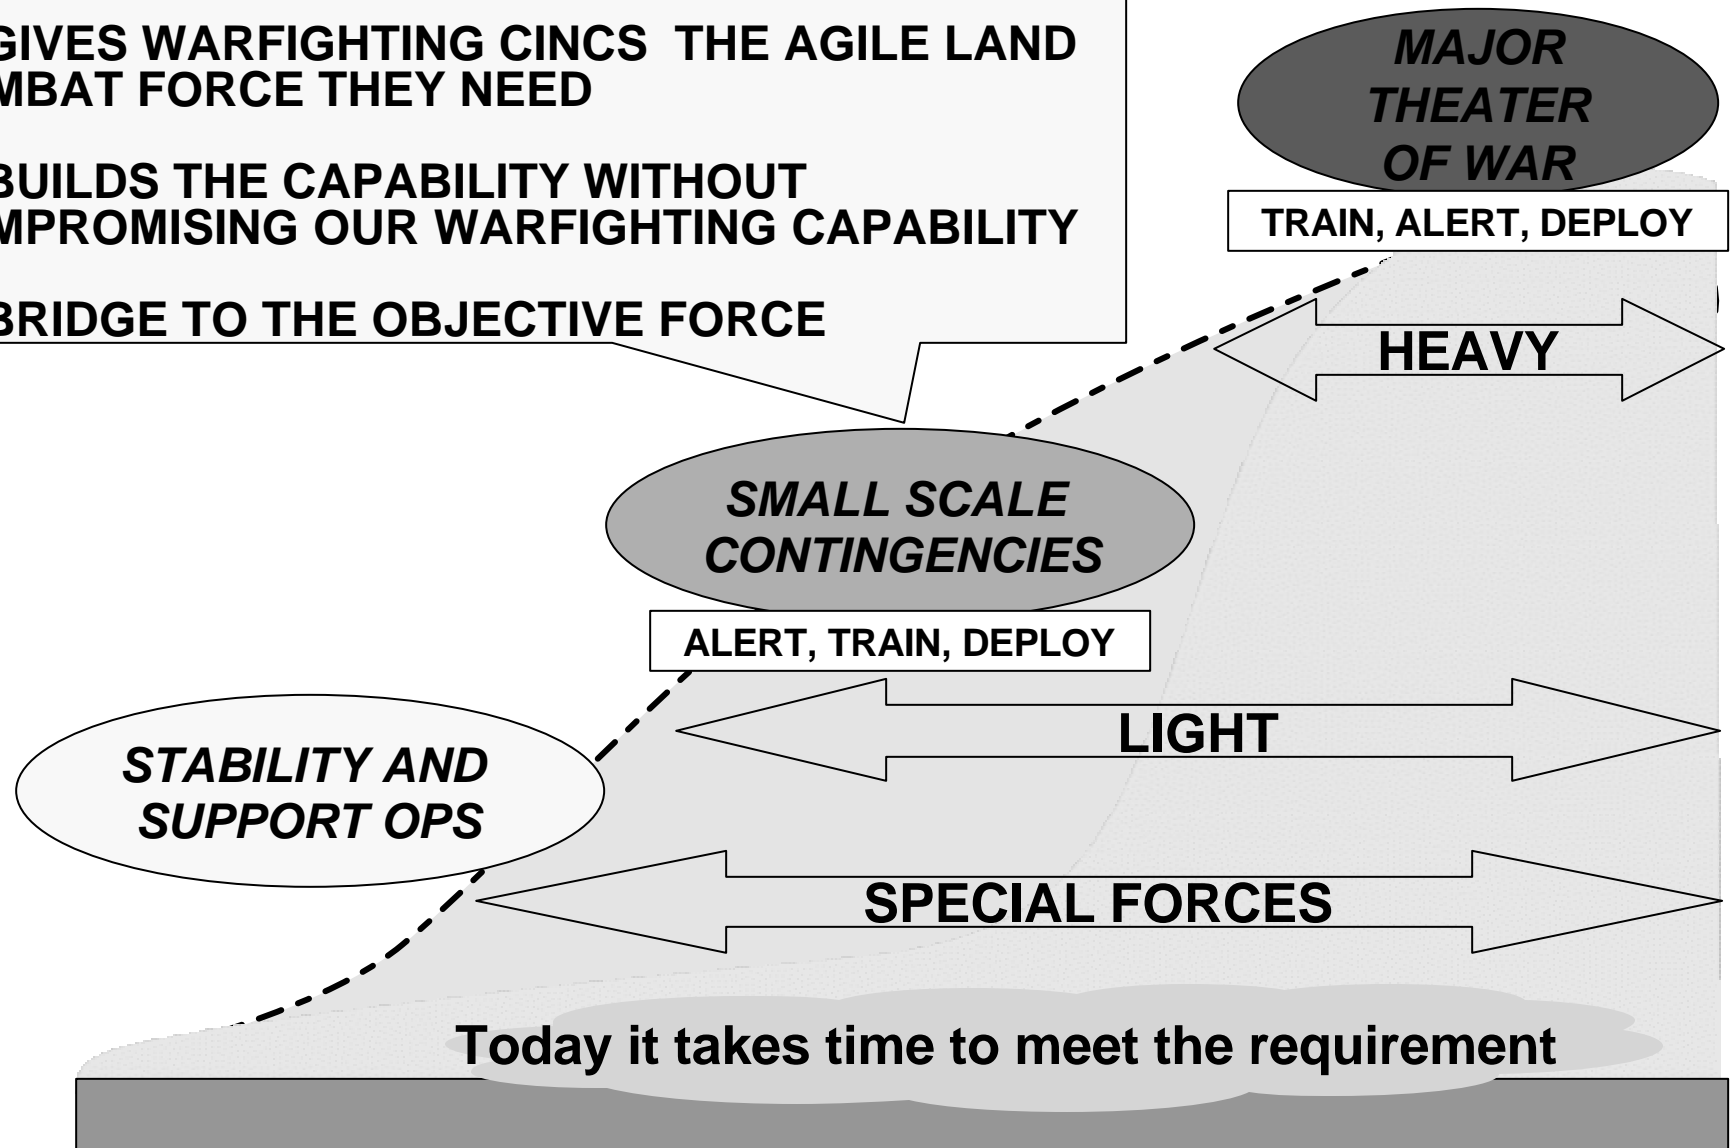 GIVES WARFIGHTING CINCS THE AGILE LAND
MBAT FORCE THEY NEED
BUILDS THE CAPABILITY WITHOUT
MPROMISING OUR WARFIGHTING CAPABILITY
BRIDGE TO THE OBJECTIVE FORCE
MAJOR
THEATER
OF WAR
TRAIN, ALERT, DEPLOY
HEAVY
SMALL SCALE
CONTINGENCIES
ALERT, TRAIN, DEPLOY
LIGHT
STABILITY AND
SUPPORT OPS
SPECIAL FORCES
Today it takes time to meet the requirement